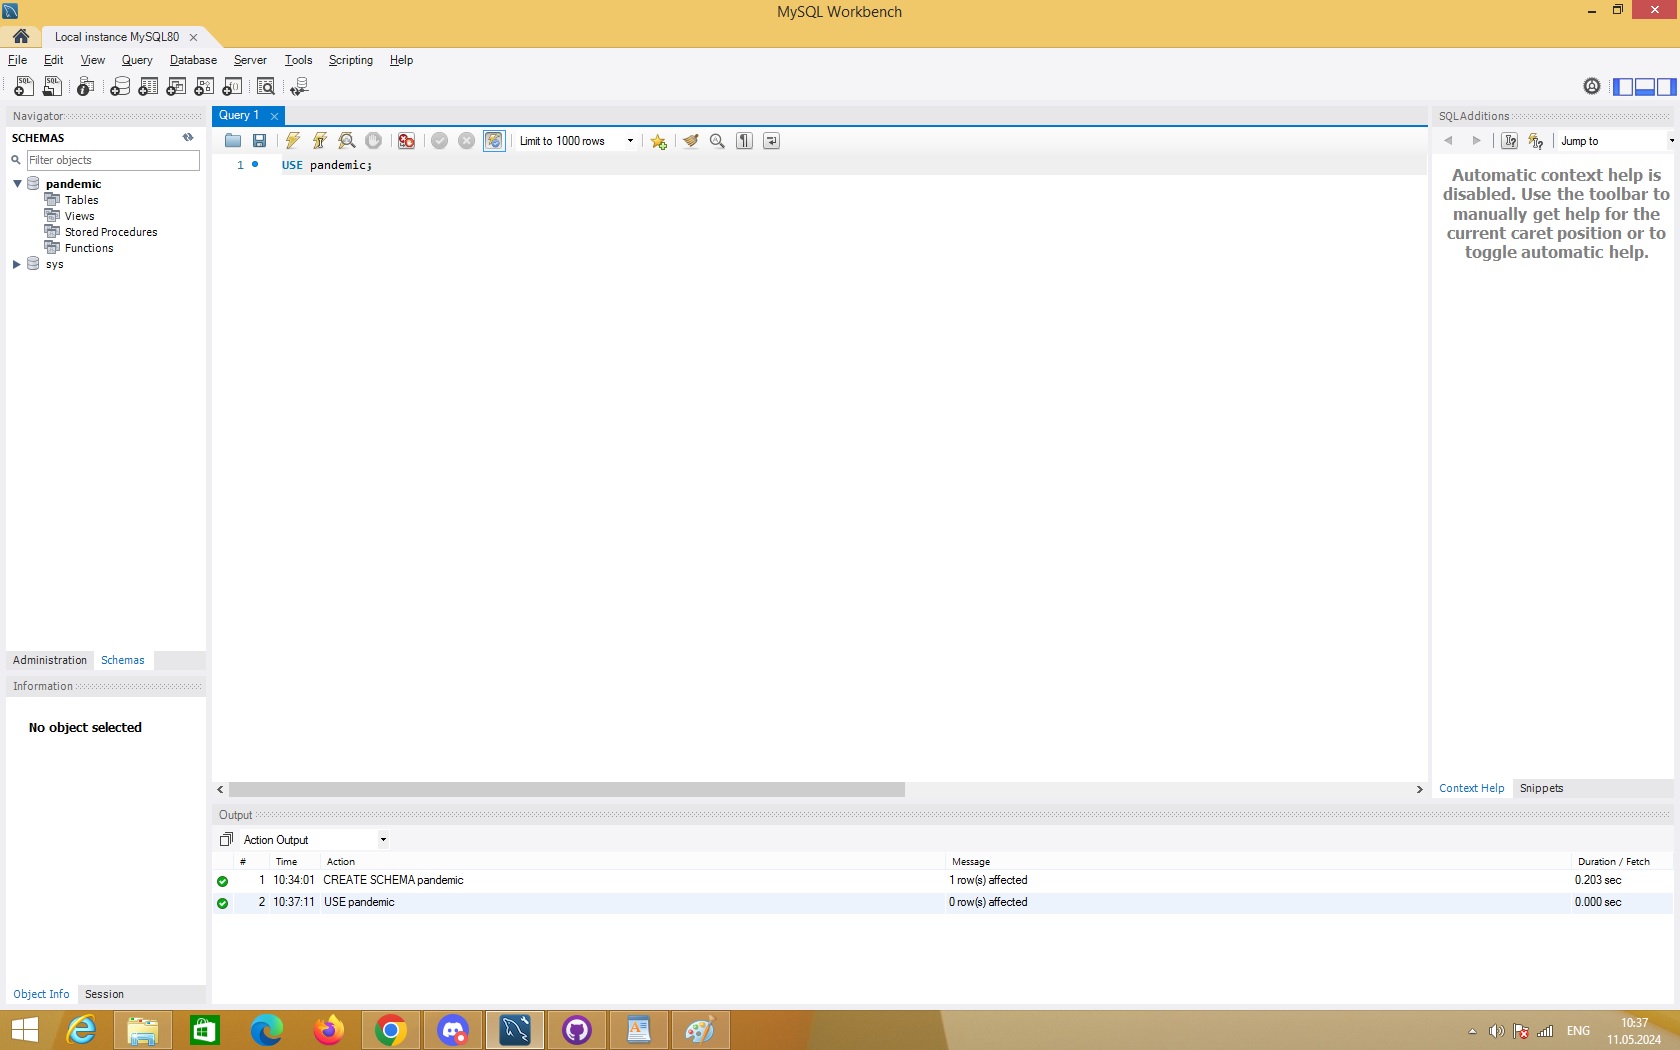 MySQL Workbench
Local instance MySQL80
File Edit View Query Database Server Tools Scripting Help
Navigator
SCHEMAS
Filter objects
pandemic
Tables
Views
Stored Procedures
Functions
sys
Administration Schemas
Information
No object selected
Object Info Session
Query 1
Limit to 1000 rows
1 USE pandemic;
SQLAdditions
Jump to
Automatic context help is
disabled. Use the toolbar to
manually get help for the
current caret position or to
toggle automatic help.
Context Help Snippets
Output
Action Output
# Time Action Message Duration / Fetch
1 10:34:01 CREATE SCHEMA pandemic 1 row(s) affected 0.203 sec
2 10:37:11 USE pandemic 0 row(s) affected 0.000 sec
ENG
10:37
11.05.2024